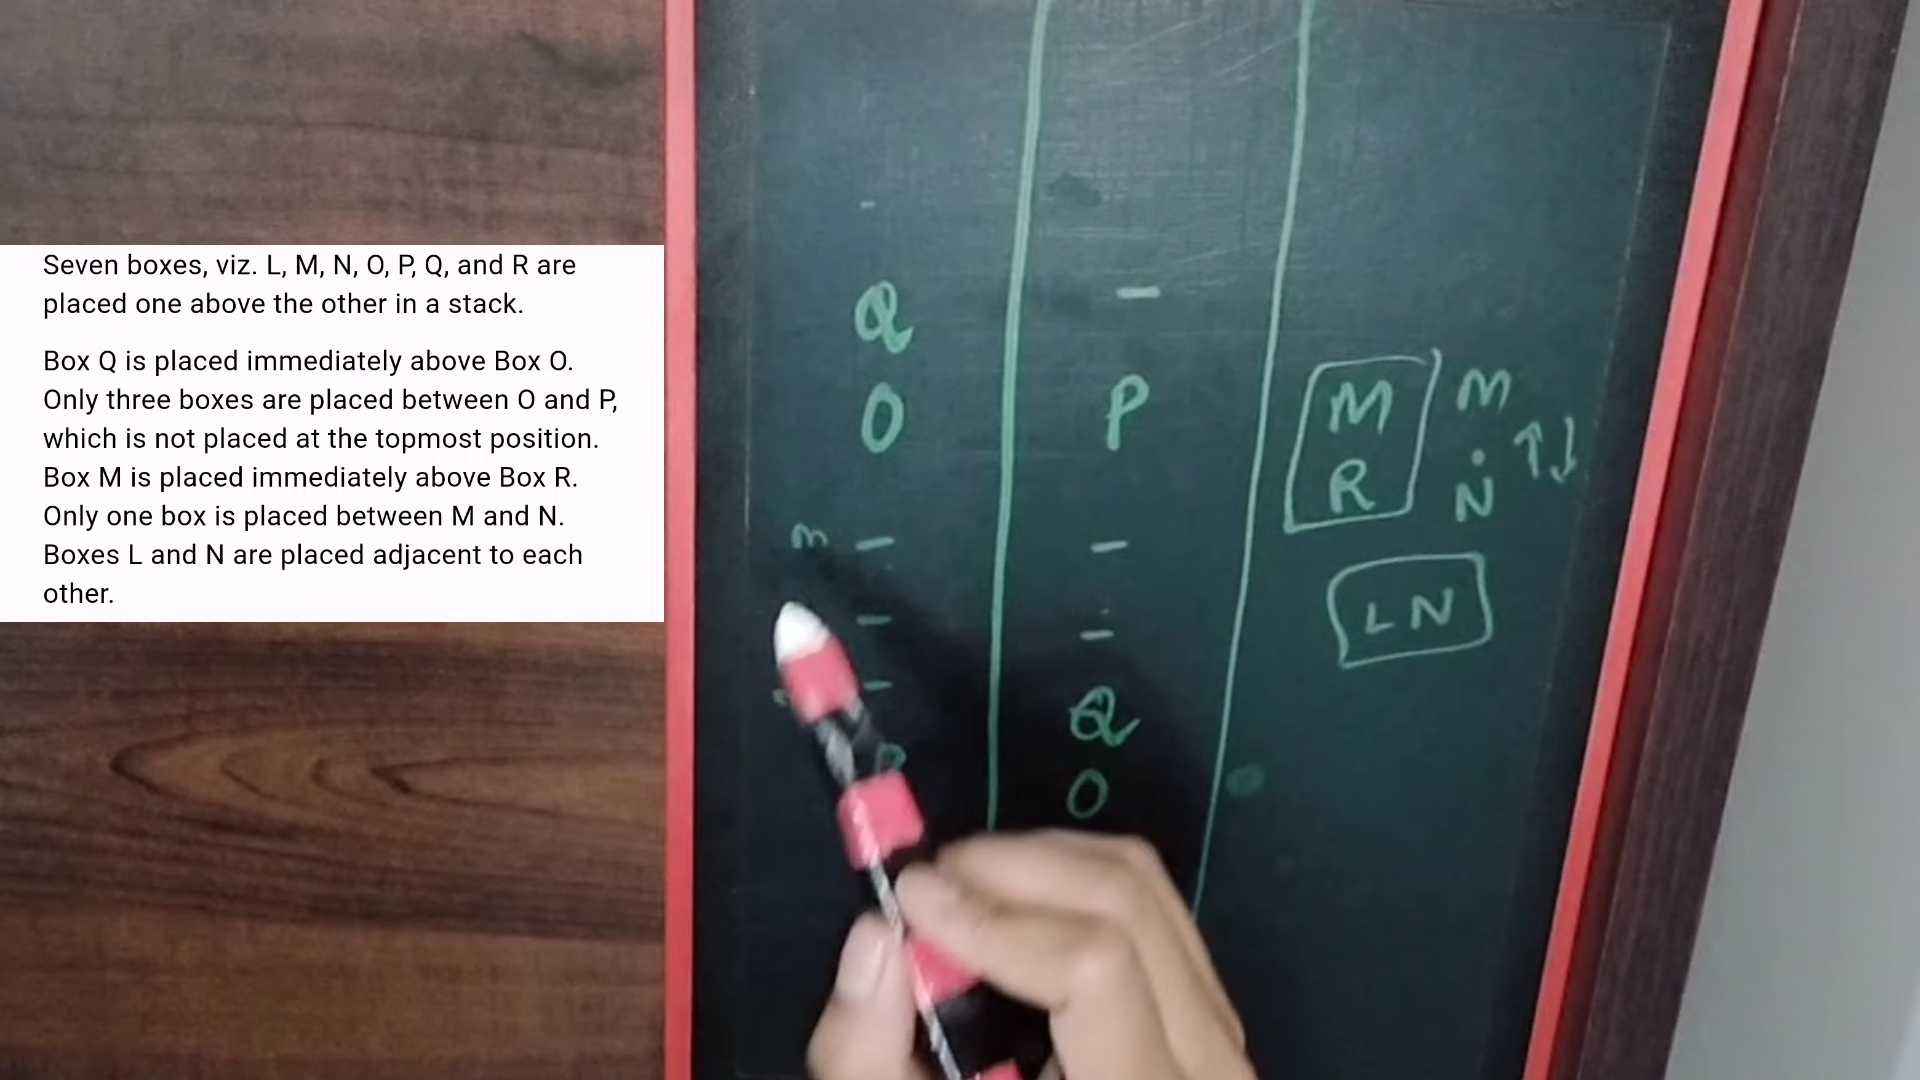 Seven boxes, viz. L, M, N, O, P, Q, and R are
placed one above the other in a stack.
Box Q is placed immediately above Box O.
Only three boxes are placed between O and P,
which is not placed at the topmost position.
Box M is placed immediately above Box R.
Only one box is placed between M and N.
Boxes L and N are placed adjacent to each
other.
-
Q
O
m -
-
-
-
P
-
-
Q
O
M
R
m
.
N
↑↓
LN